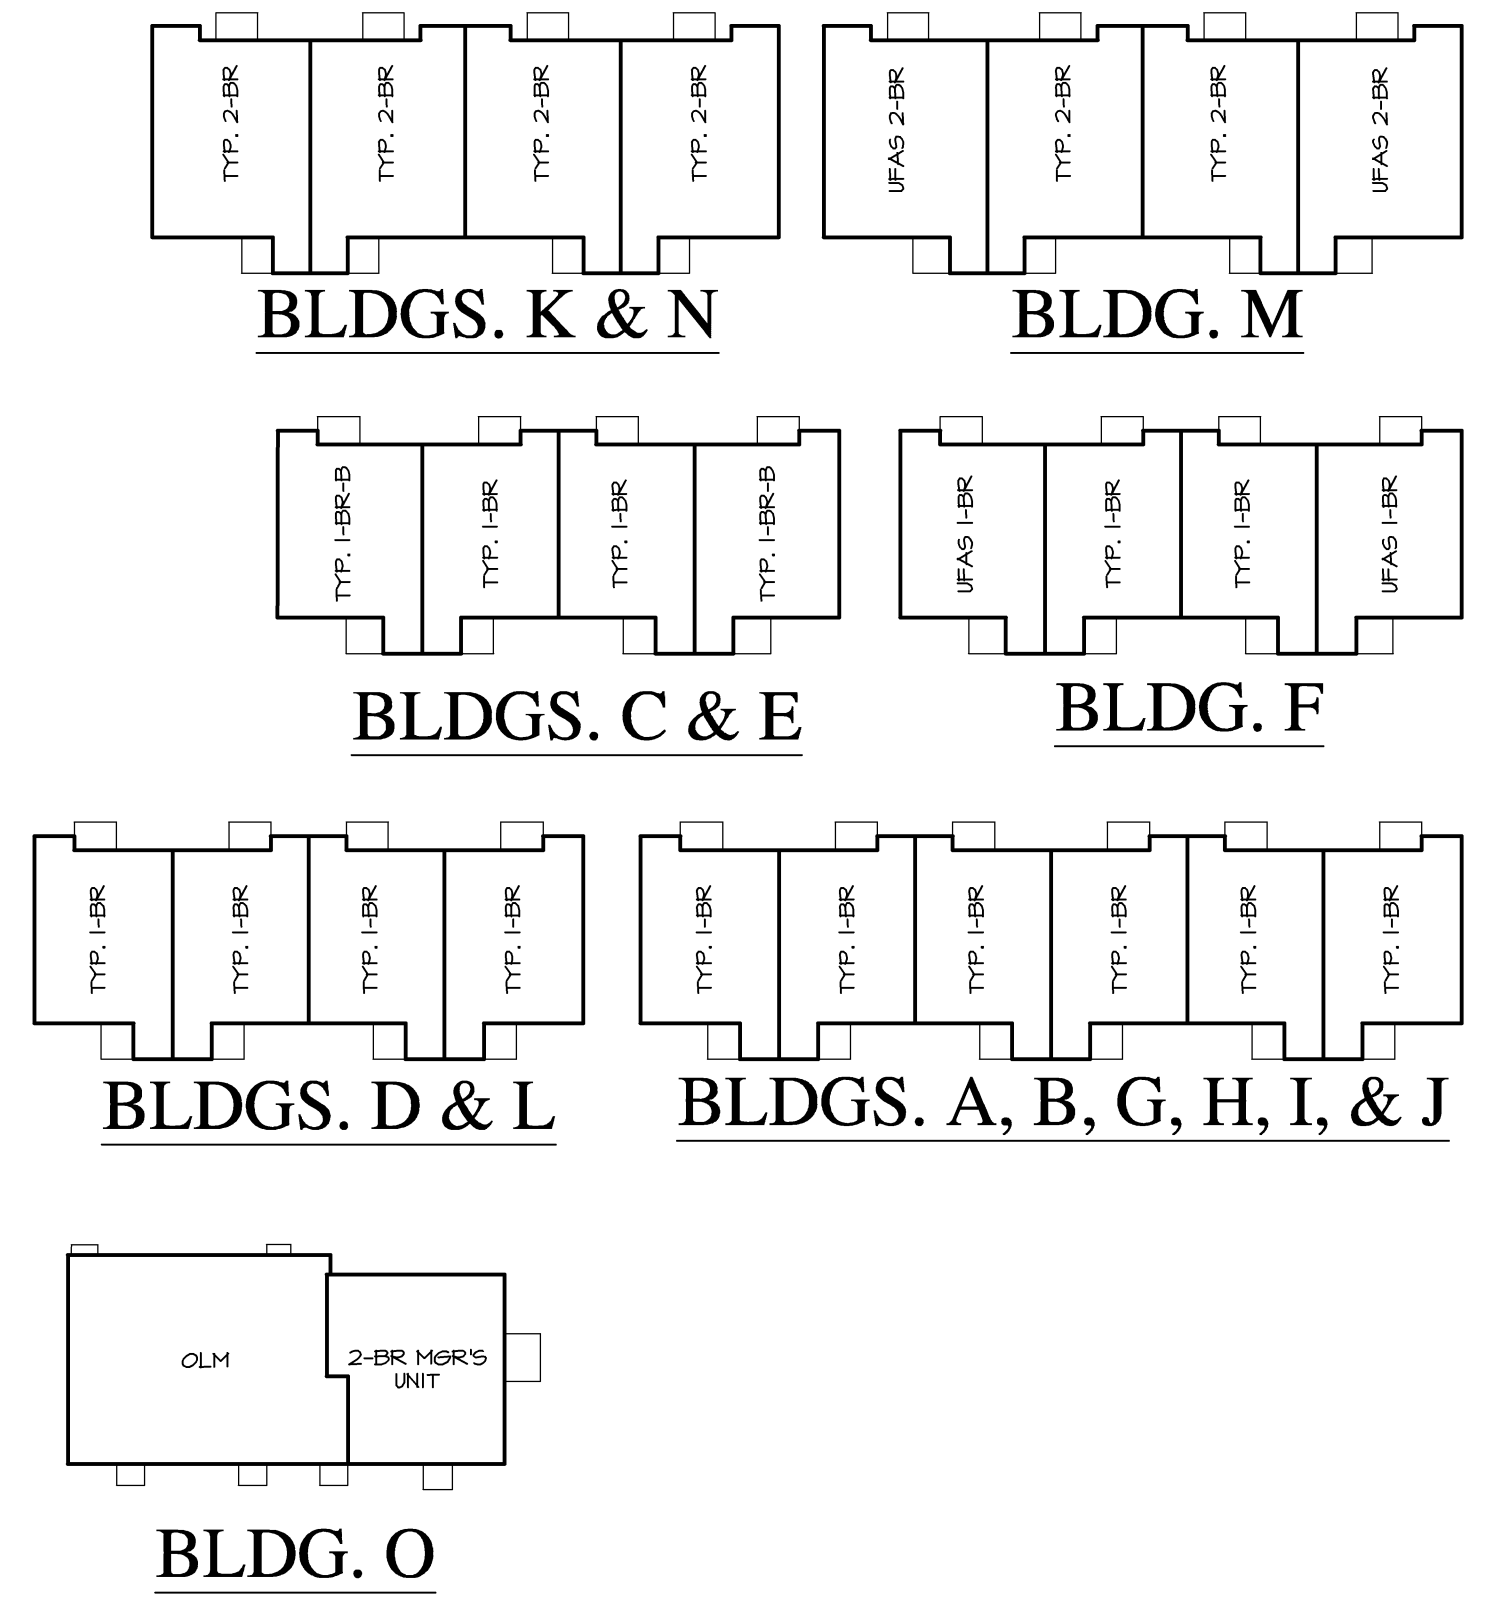 TYP. 2-BR
TYP. 2-BR
TYP. 2-BR
TYP. 2-BR
BLDGS. K & N
UFAS 2-BR
TYP. 2-BR
TYP. 2-BR
UFAS 2-BR
BLDG. M
TYP. 1-BR-B
TYP. 1-BR
TYP. 1-BR
TYP. 1-BR-B
BLDGS. C & E
UFAS 1-BR
TYP. 1-BR
TYP. 1-BR
UFAS 1-BR
BLDG. F
TYP. 1-BR
TYP. 1-BR
TYP. 1-BR
TYP. 1-BR
BLDGS. D & L
TYP. 1-BR
TYP. 1-BR
TYP. 1-BR
TYP. 1-BR
TYP. 1-BR
TYP. 1-BR
BLDGS. A, B, G, H, I, & J
OLM
2-BR MGR'S
UNIT
BLDG. O